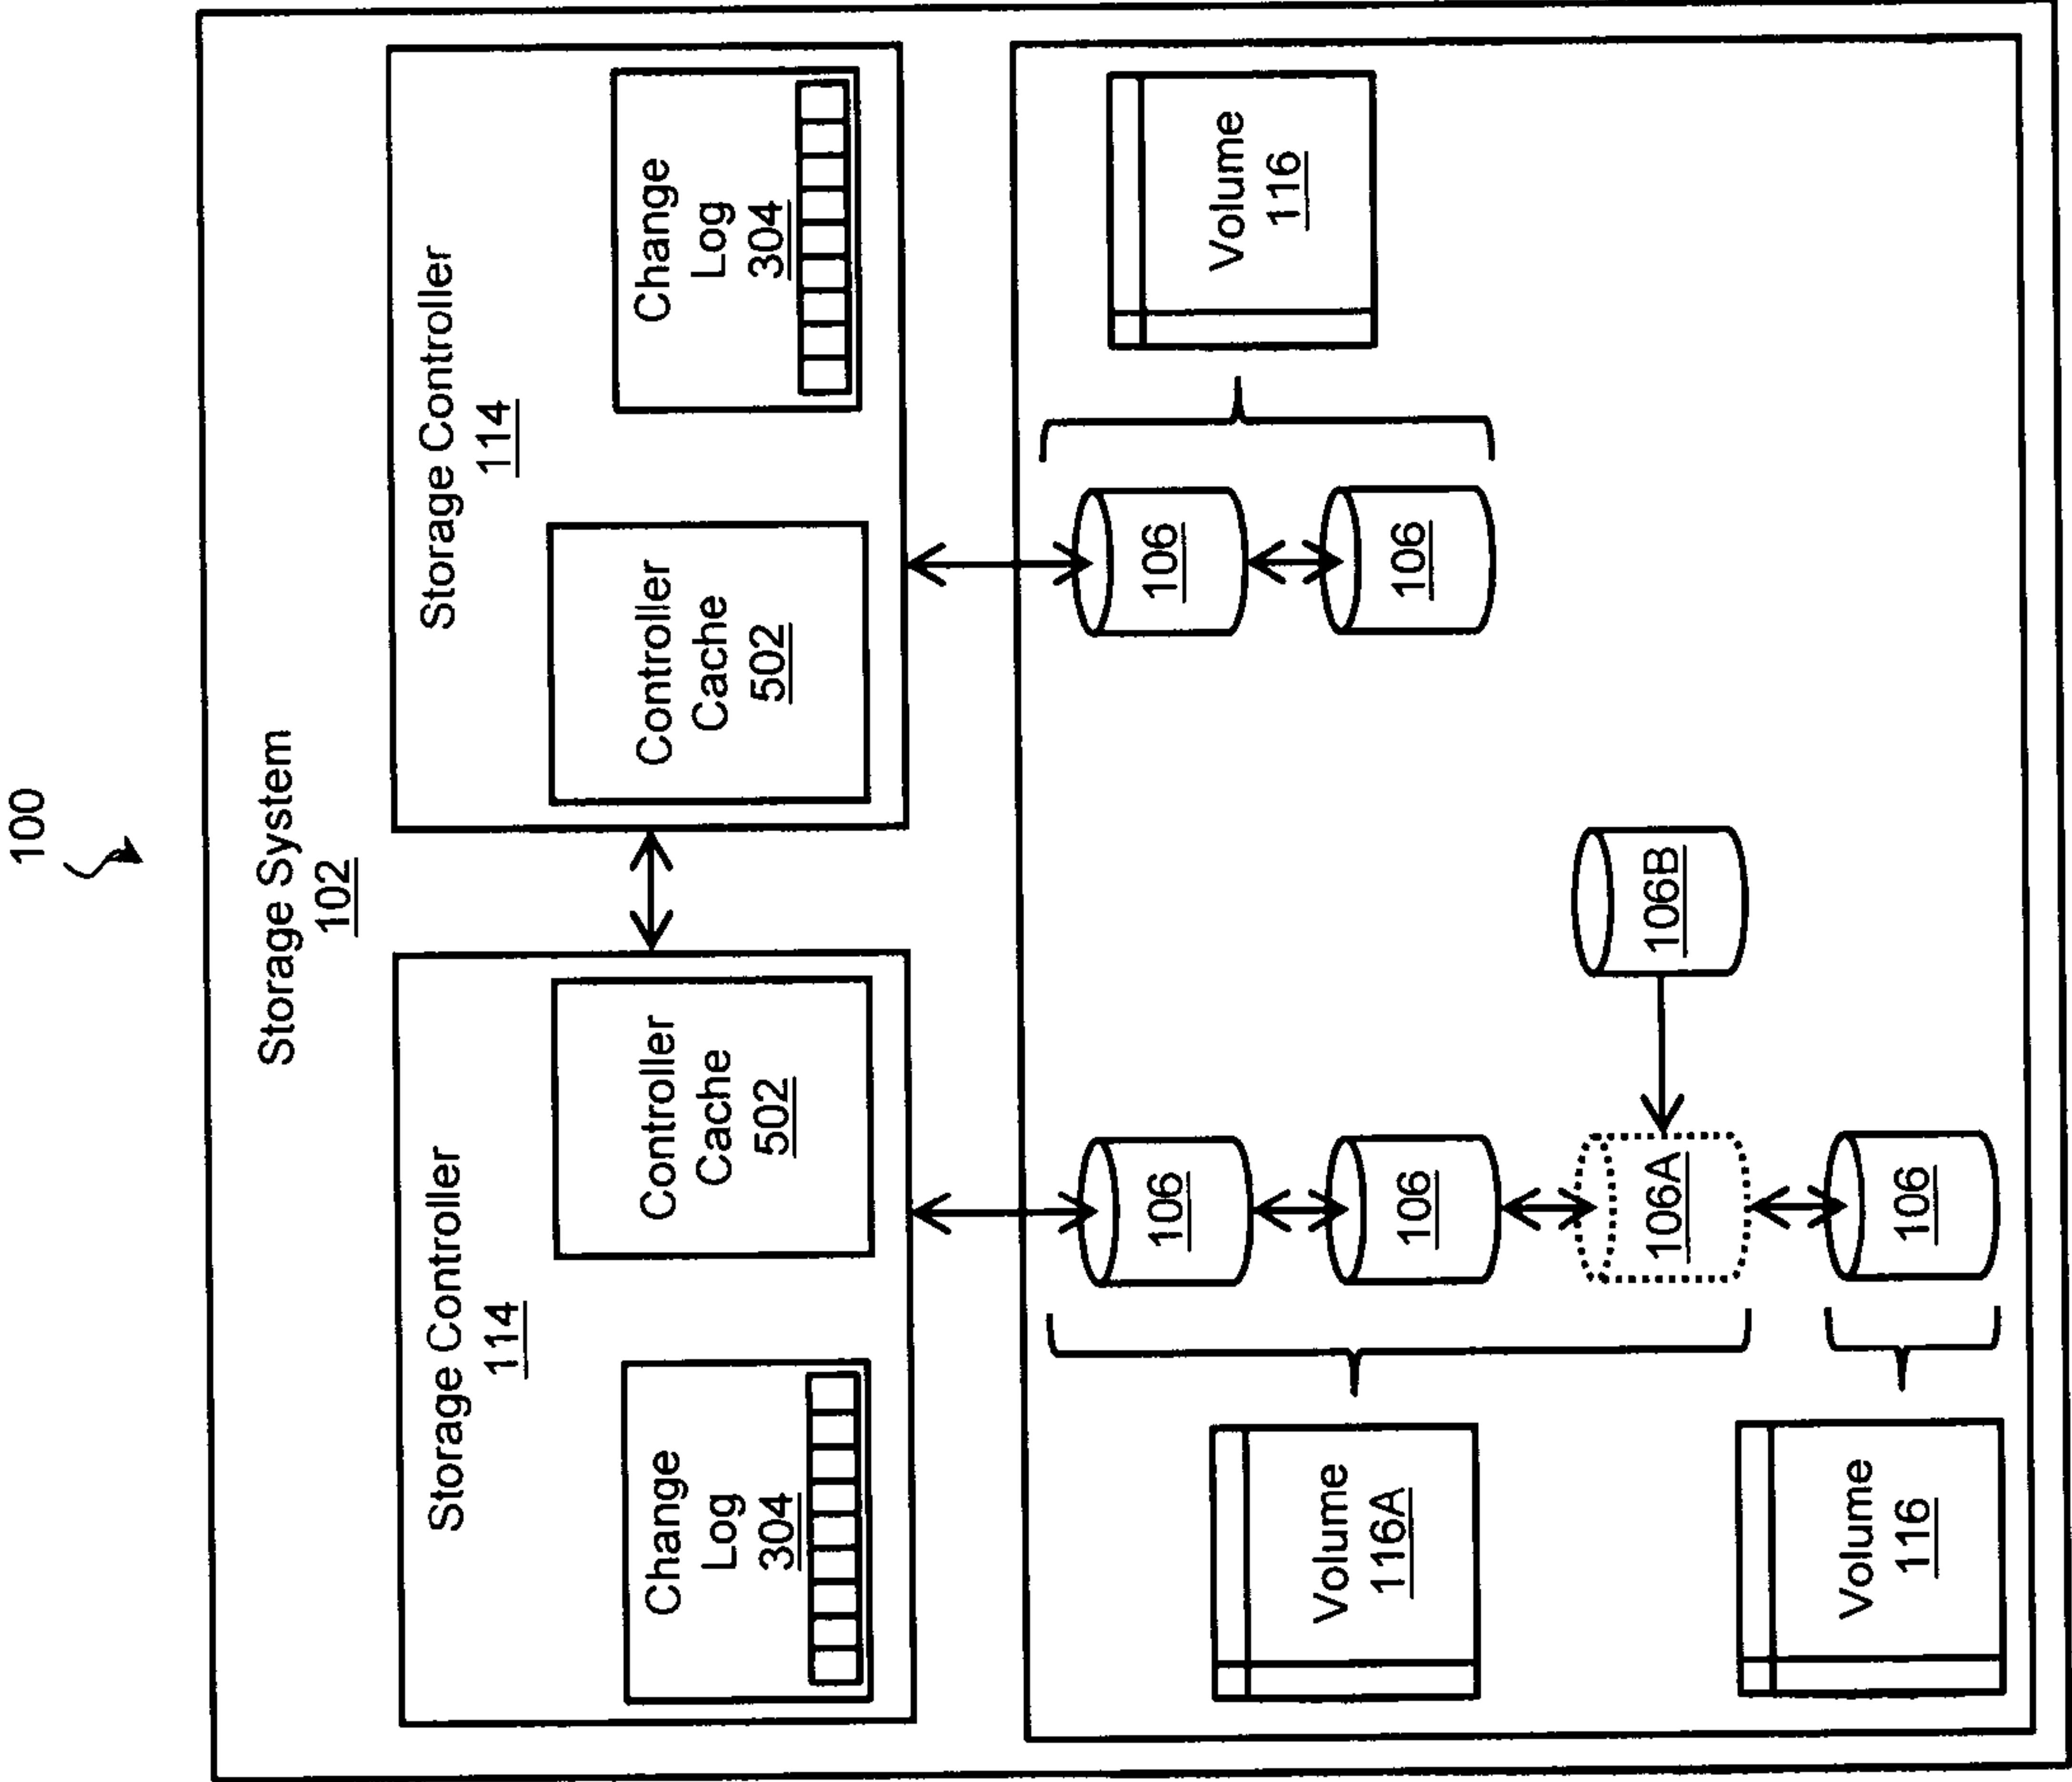 100
Storage System
102
Storage Controller
114
Change
Log
304
Controller
Cache
502
Storage Controller
114
Controller
Cache
502
Change
Log
304
Volume
116A
106
106
106A
106B
106
Volume
116
106
106
Volume
116